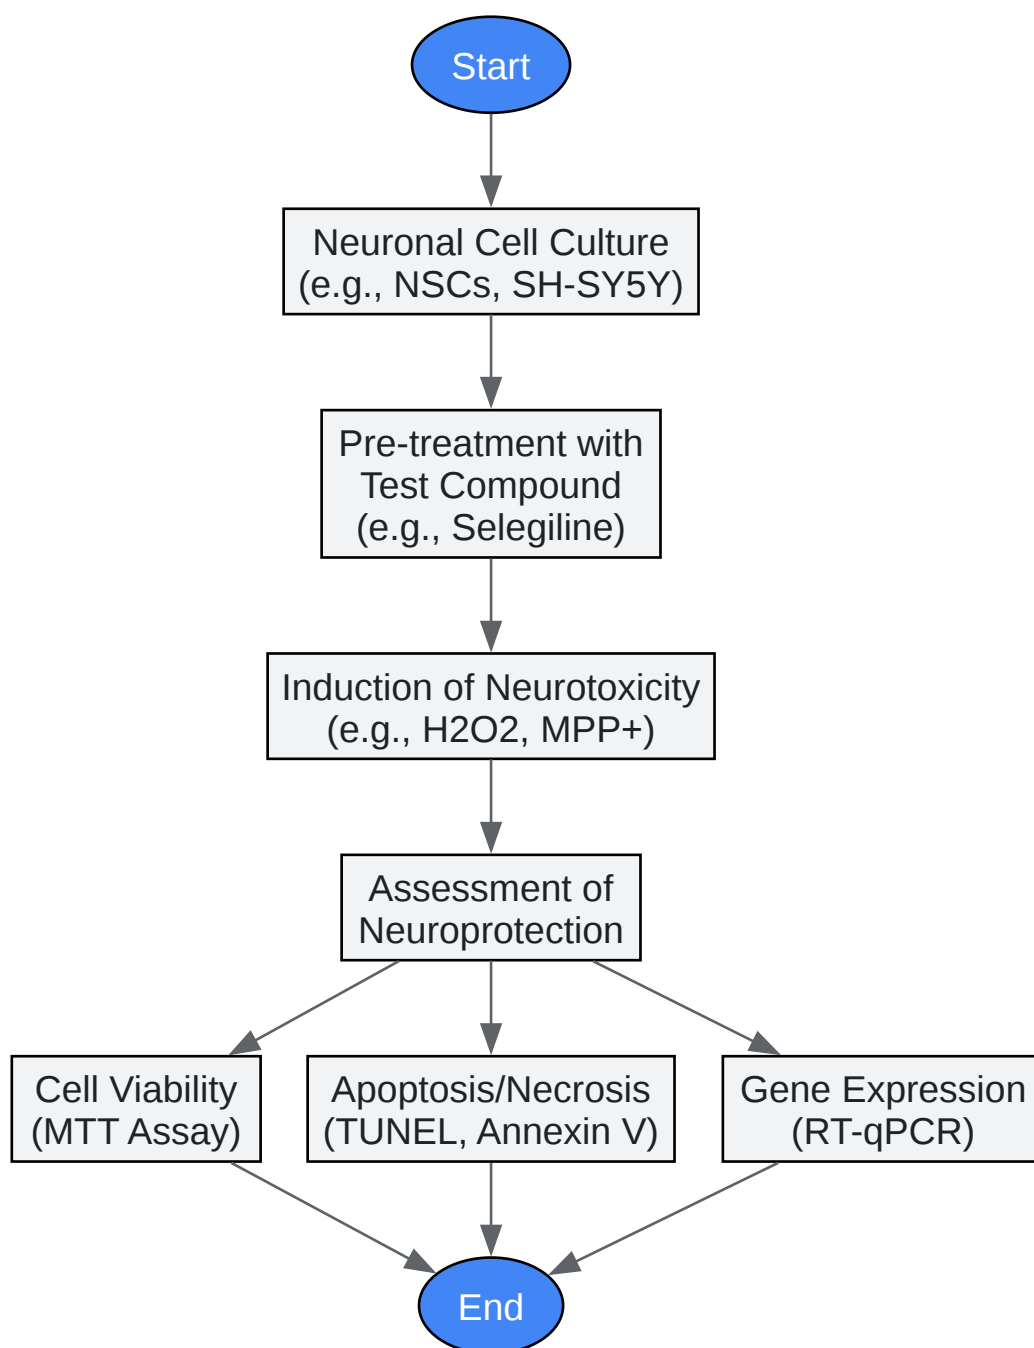 Start
Neuronal Cell Culture
(e.g., NSCs, SH-SY5Y)
Pre-treatment with
Test Compound
(e.g., Selegiline)
Induction of Neurotoxicity
(e.g., H2O2, MPP+)
Assessment of
Neuroprotection
Cell Viability
(MTT Assay)
Apoptosis/Necrosis
(TUNEL, Annexin V)
Gene Expression
(RT-qPCR)
End